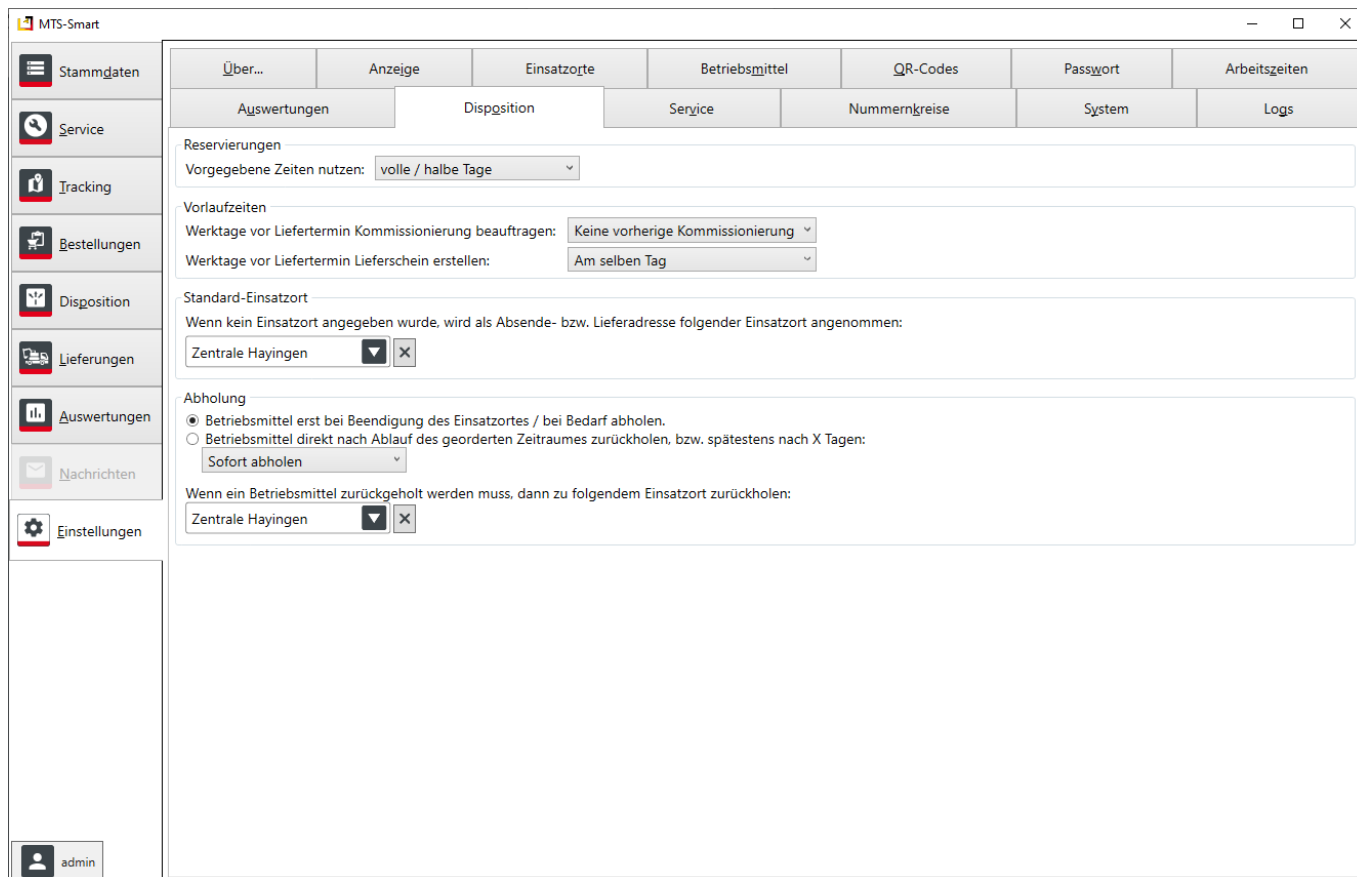 MTS-Smart
Stammdaten
Service
Tracking
Bestellungen
Disposition
Lieferungen
Auswertungen
Nachrichten
Einstellungen
admin
Über... Anzeige Einsatzorte Betriebsmittel QR-Codes Passwort Arbeitszeiten
Auswertungen Disposition Service Nummernkreise System Logs
Reservierungen
Vorgegebene Zeiten nutzen: volle / halbe Tage
Vorlaufzeiten
Werktage vor Liefertermin Kommissionierung beauftragen: Keine vorherige Kommissionierung
Werktage vor Liefertermin Lieferschein erstellen: Am selben Tag
Standard-Einsatzort
Wenn kein Einsatzort angegeben wurde, wird als Absende- bzw. Lieferadresse folgender Einsatzort angenommen:
Zentrale Hayingen
Abholung
Betriebsmittel erst bei Beendigung des Einsatzortes / bei Bedarf abholen.
Betriebsmittel direkt nach Ablauf des georderten Zeitraumes zurückholen, bzw. spätestens nach X Tagen:
Sofort abholen
Wenn ein Betriebsmittel zurückgeholt werden muss, dann zu folgendem Einsatzort zurückholen:
Zentrale Hayingen